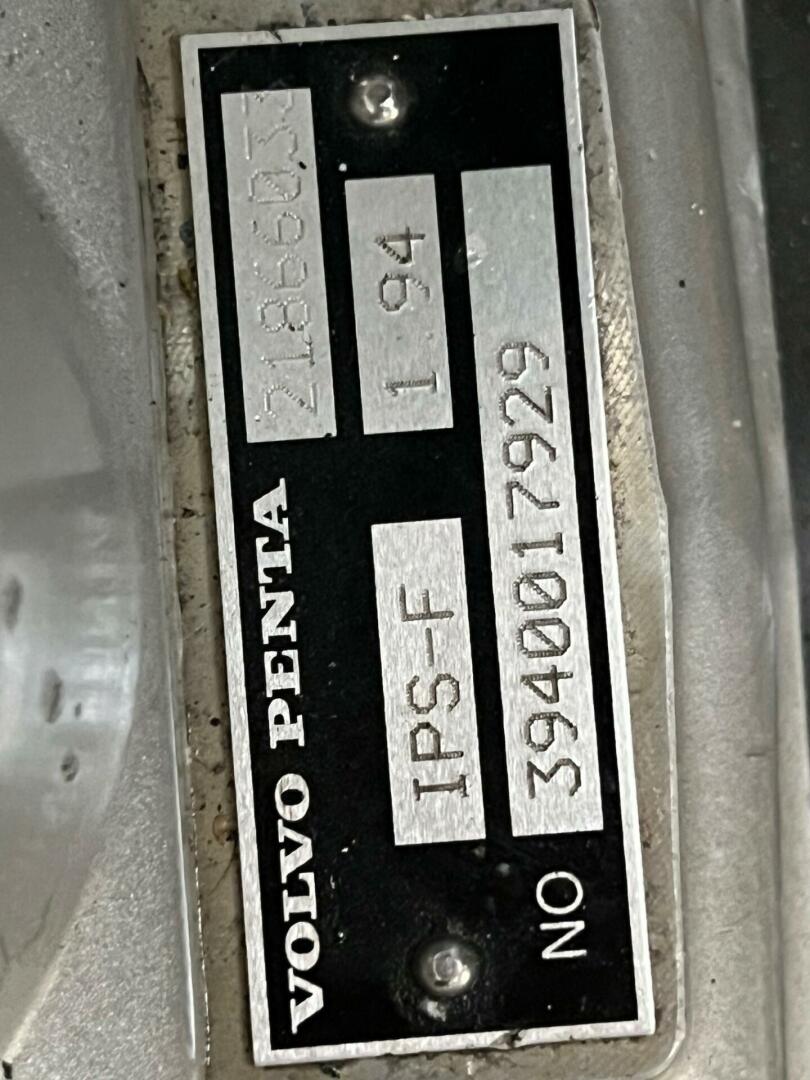 VOLVO PENTA 21866033
IPS-F 1.94
NO 3940017929